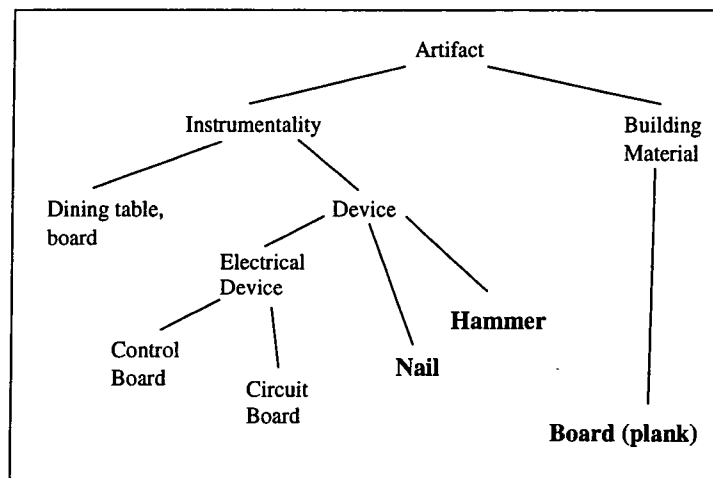 Artifact
Instrumentality
Building
Material
Dining table,
board
Device
Electrical
Device
Hammer
Control
Board
Nail
Circuit
Board
Board (plank)